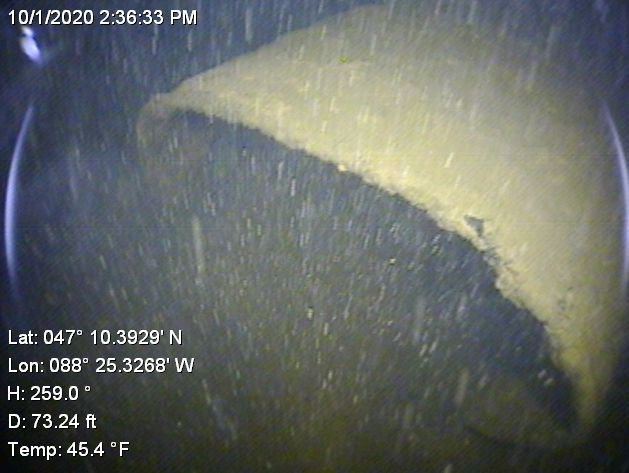 10/1/2020 2:36:33 PM
Lat: 047° 10.3929' N
Lon: 088° 25.3268' W
H: 259.0 °
D: 73.24 ft
Temp: 45.4 °F